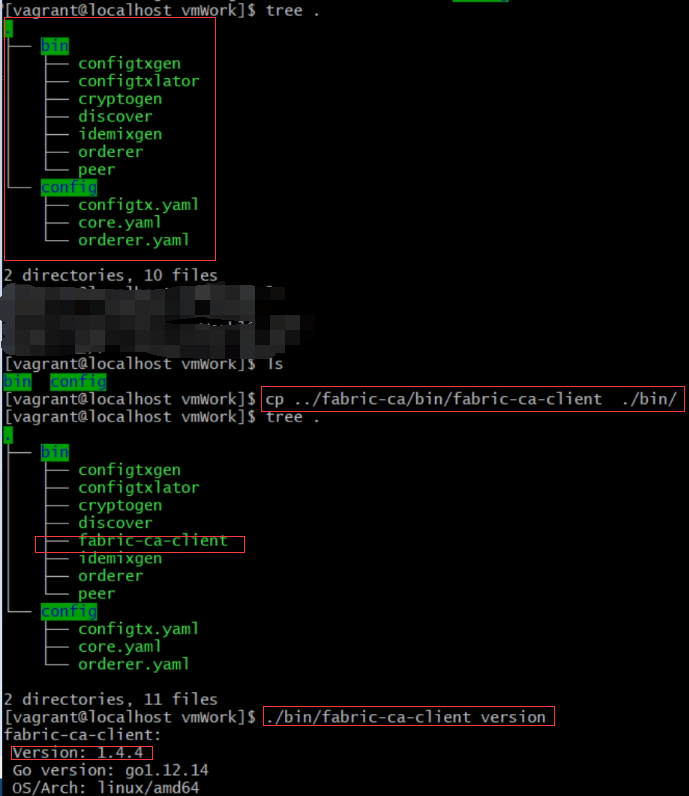 [vagrant@localhost vmWork]$ tree .
.
├── bin
│   ├── configtxgen
│   ├── configtxlator
│   ├── cryptogen
│   ├── discover
│   ├── idemixgen
│   ├── orderer
│   └── peer
└── config
    ├── configtx.yaml
    ├── core.yaml
    └── orderer.yaml
2 directories, 10 files
[vagrant@localhost vmWork]$ ls
bin  config
[vagrant@localhost vmWork]$ cp ../fabric-ca/bin/fabric-ca-client  ./bin/
[vagrant@localhost vmWork]$ tree .
.
├── bin
│   ├── configtxgen
│   ├── configtxlator
│   ├── cryptogen
│   ├── discover
│   ├── fabric-ca-client
│   ├── idemixgen
│   ├── orderer
│   └── peer
└── config
    ├── configtx.yaml
    ├── core.yaml
    └── orderer.yaml
2 directories, 11 files
[vagrant@localhost vmWork]$ ./bin/fabric-ca-client version
fabric-ca-client:
 Version: 1.4.4
 Go version: go1.12.14
 OS/Arch: linux/amd64